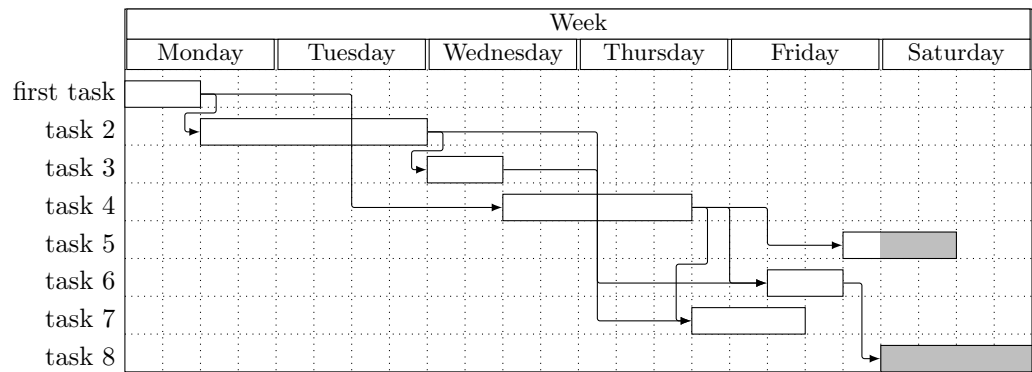 Week
Monday Tuesday Wednesday Thursday Friday Saturday
first task
task 2
task 3
task 4
task 5
task 6
task 7
task 8